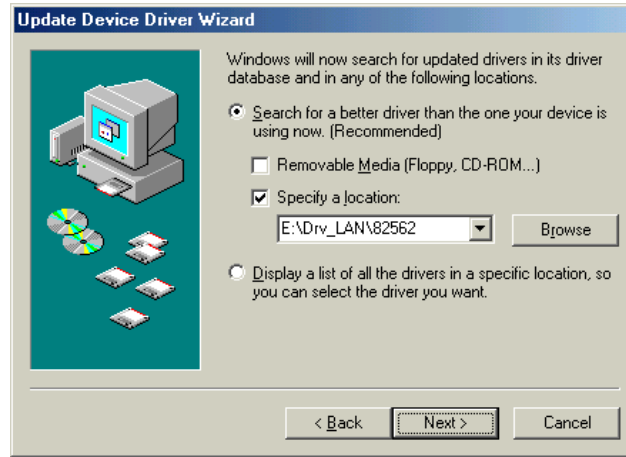 Update Device Driver Wizard
Windows will now search for updated drivers in its driver
database and in any of the following locations.
Search for a better driver than the one your device is
using now. (Recommended)
Removable Media (Floppy, CD-ROM...)
Specify a location:
E:\Drv_LAN\82562
Browse
Display a list of all the drivers in a specific location, so
you can select the driver you want.
< Back
Next >
Cancel